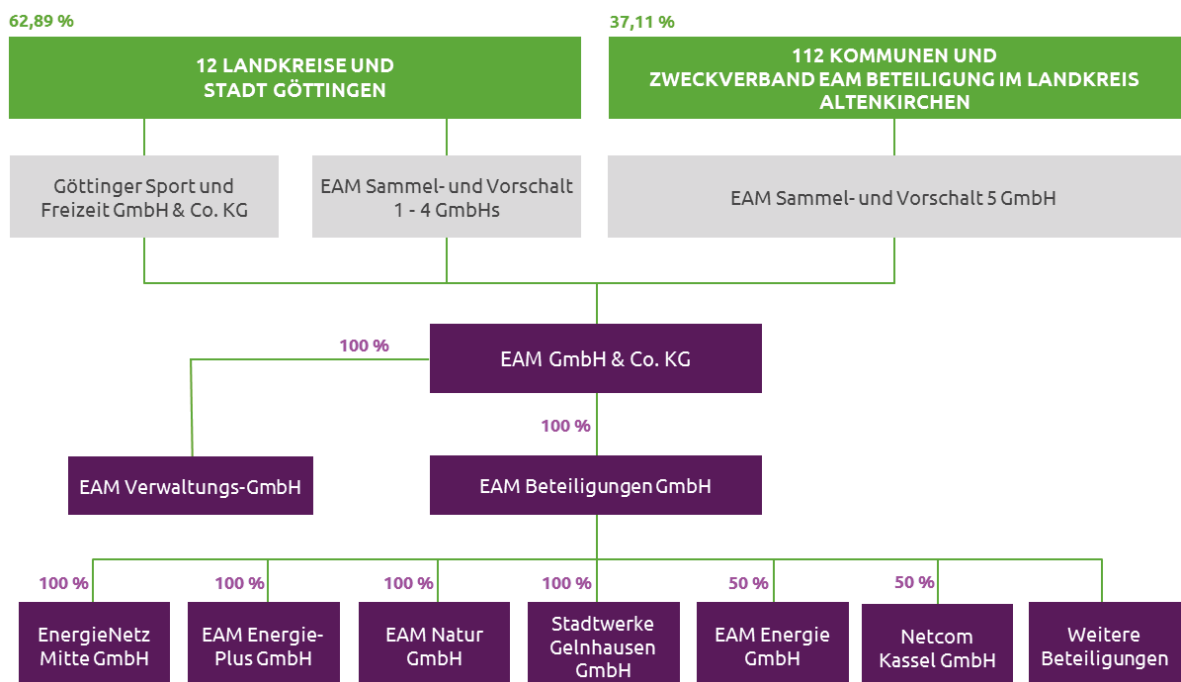 62,89 %
37,11 %
12 LANDKREISE UND
STADT GÖTTINGEN
112 KOMMUNEN UND
ZWECKVERBAND EAM BETEILIGUNG IM LANDKREIS
ALTENKIRCHEN
Göttinger Sport und
Freizeit GmbH & Co. KG
EAM Sammel- und Vorschalt
1 - 4 GmbHs
EAM Sammel- und Vorschalt 5 GmbH
100 %
EAM GmbH & Co. KG
100 %
EAM Verwaltungs-GmbH
EAM Beteiligungen GmbH
100 %
100 %
100 %
100 %
50 %
50 %
EnergieNetz
Mitte GmbH
EAM Energie-
Plus GmbH
EAM Natur
GmbH
Stadtwerke
Gelnhausen
GmbH
EAM Energie
GmbH
Netcom
Kassel GmbH
Weitere
Beteiligungen